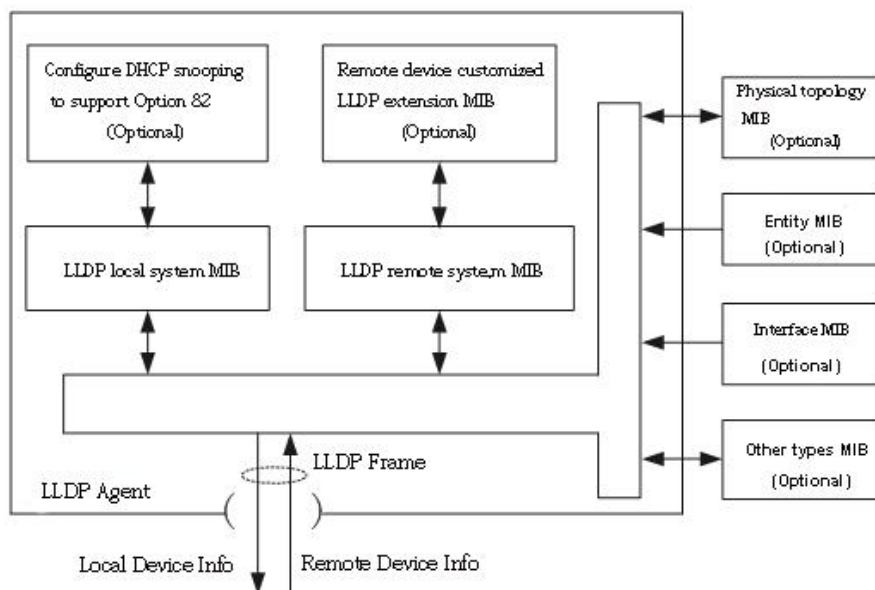 Configure DHCP snooping
to support Option 82
(Optional)
Remote device customized
LLDP extension MIB
(Optional)
Physical topology
MIB
(Optional)
LLDP local system MIB
LLDP remote syste,m MIB
Entity MIB
(Optional)
Interface MIB
(Optional)
Other types MIB
(Optional)
LLDP Frame
LLDP Agent
Local Device Info
Remote Device Info